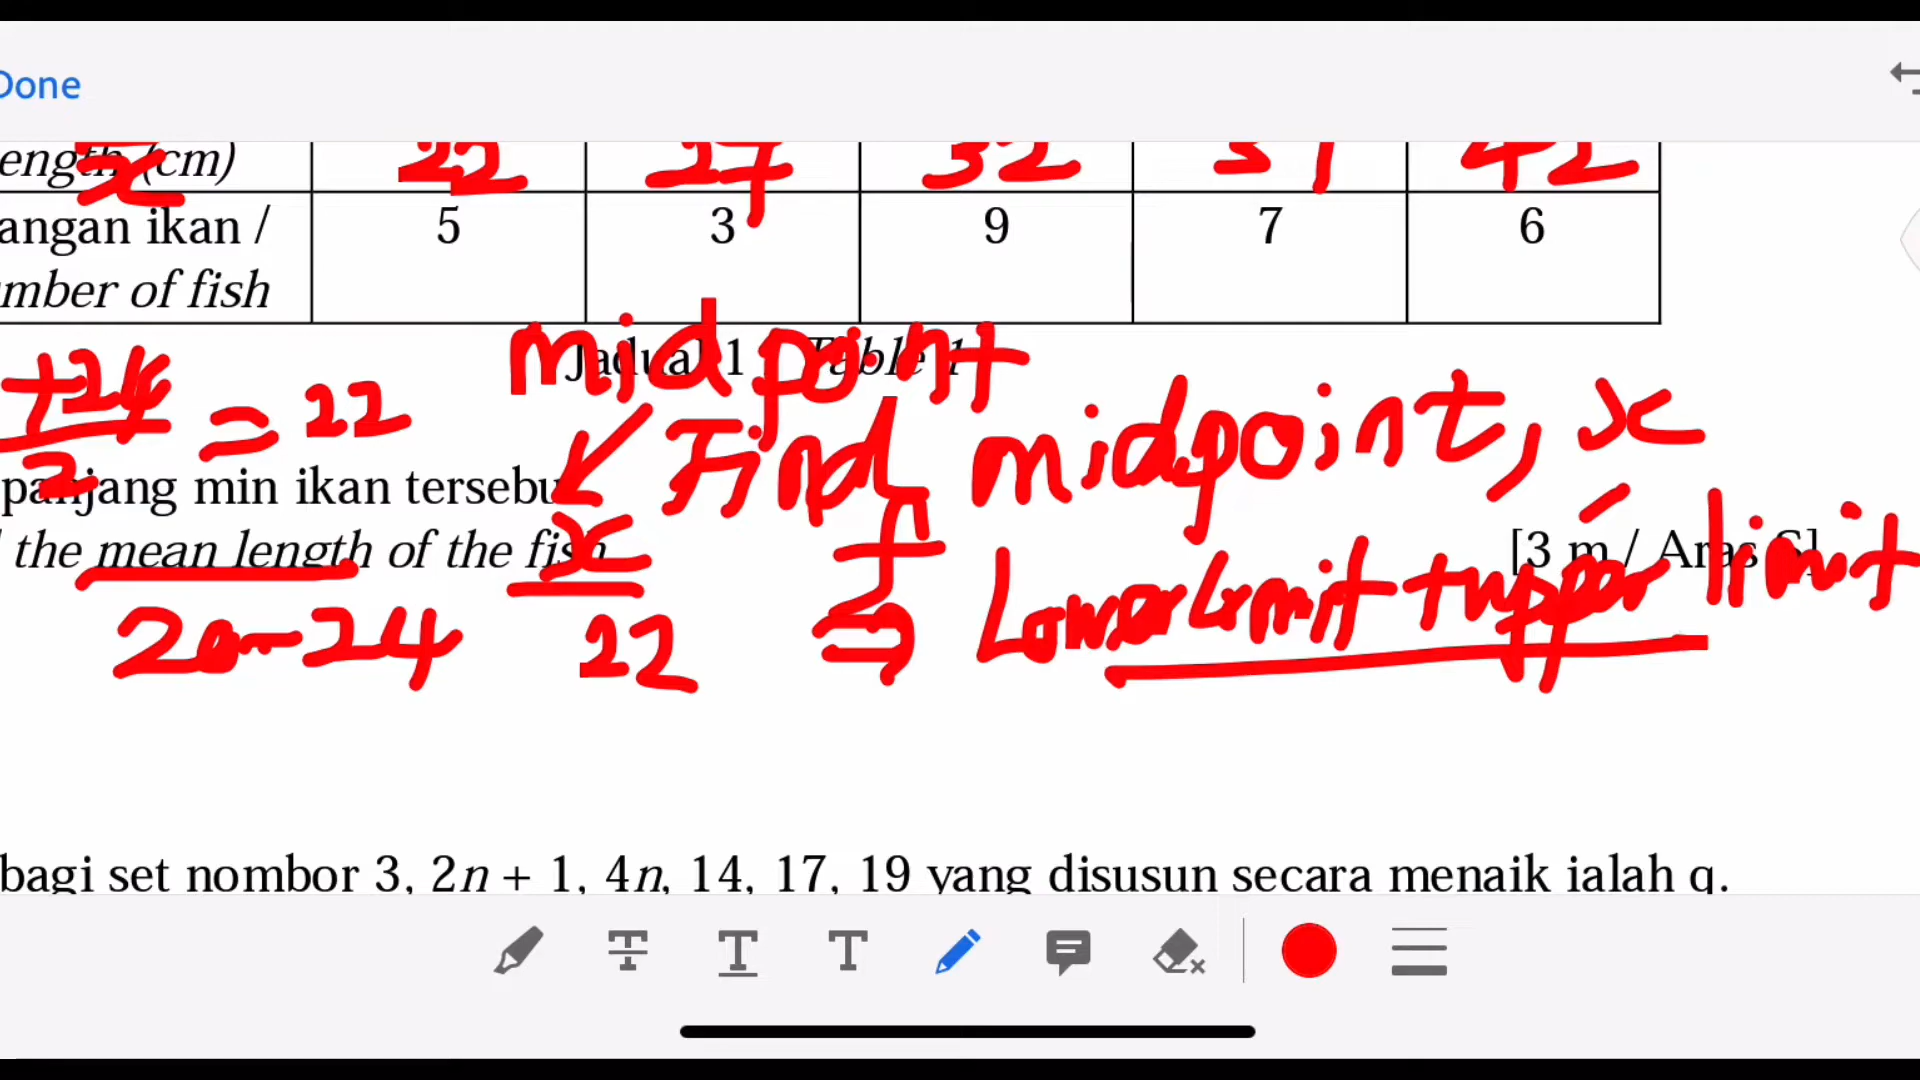 Done
ength (cm) x 22 27 32 37 42
angan ikan / 5 3 9 7 6
mber of fish
midpoint
Jadual 1 Table 1
+24 = 22
2
Find midpoint, x
panjang min ikan tersebu
the mean length of the fish
[3 m / Aras S]
x
20-24 22 ⇒ Lower Limit + upper limit
bagi set nombor 3, 2n + 1, 4n, 14, 17, 19 yang disusun secara menaik ialah q.
T T T